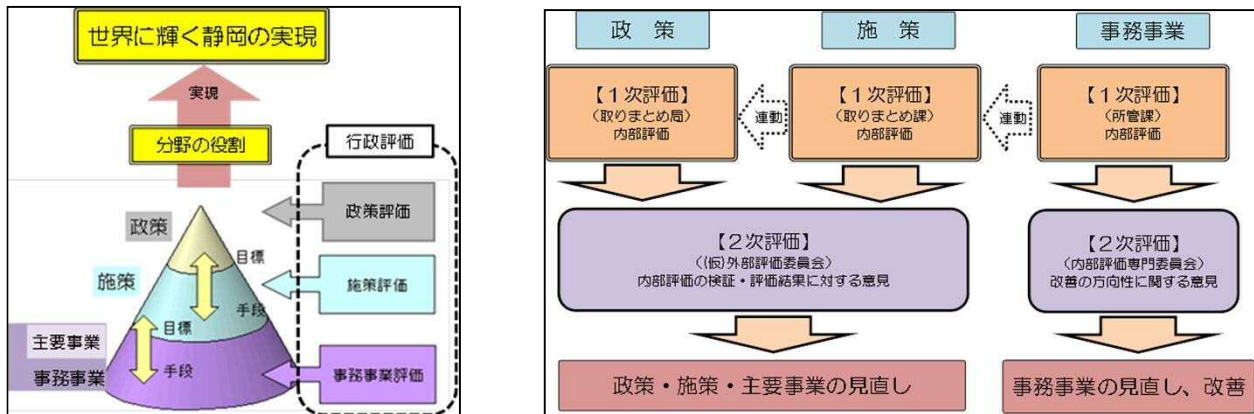 世界に輝く静岡の実現
実現
分野の役割
行政評価
政策
政策評価
目標
施策
施策評価
手段
目標
主要事業
手段
事務事業
事務事業評価
政 策
施 策
事務事業
【1次評価】
(取りまとめ局)
内部評価
連動
【1次評価】
(取りまとめ課)
内部評価
連動
【1次評価】
(所管課)
内部評価
【2次評価】
((仮)外部評価委員会)
内部評価の検証・評価結果に対する意見
【2次評価】
(内部評価専門委員会)
改善の方向性に関する意見
政策・施策・主要事業の見直し
事務事業の見直し、改善